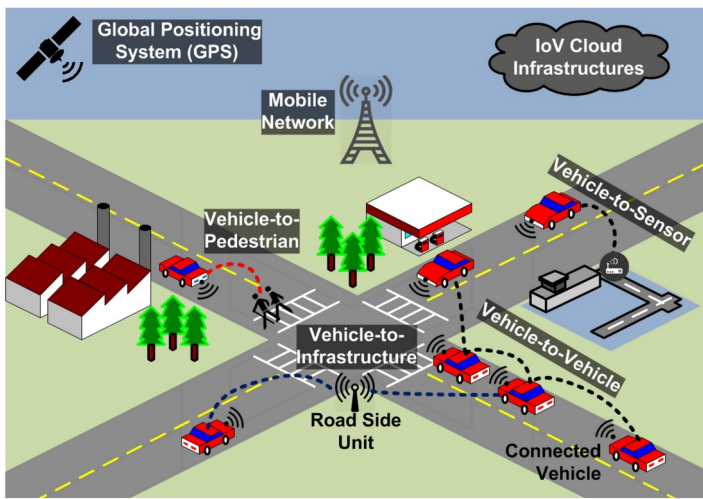 Global Positioning
System (GPS)
IoV Cloud
Infrastructures
Mobile
Network
Vehicle-to-Sensor
Vehicle-to-
Pedestrian
Vehicle-to-
Infrastructure
Vehicle-to-Vehicle
Road Side
Unit
Connected
Vehicle